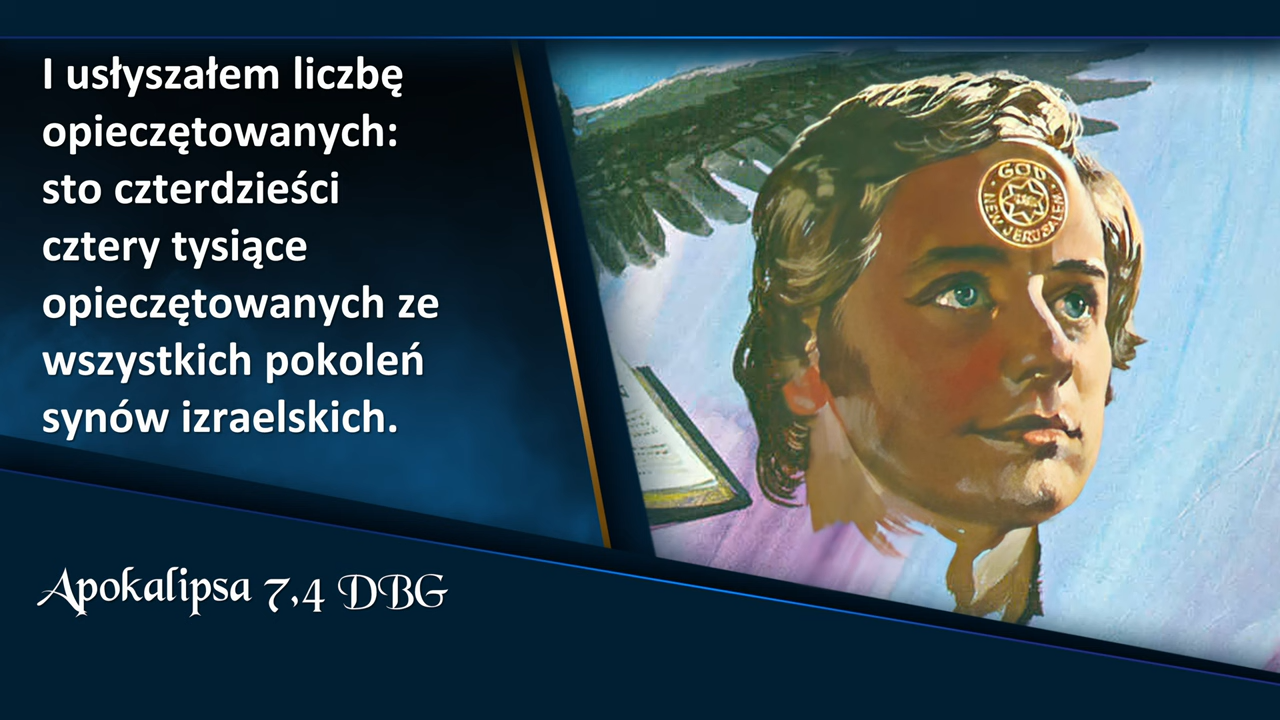 I usłyszałem liczbę
opieczętowanych:
sto czterdzieści
cztery tysiące
opieczętowanych ze
wszystkich pokoleń
synów izraelskich.
GOD
NEW JERUSALEM
Apokalipsa 7,4 DBG